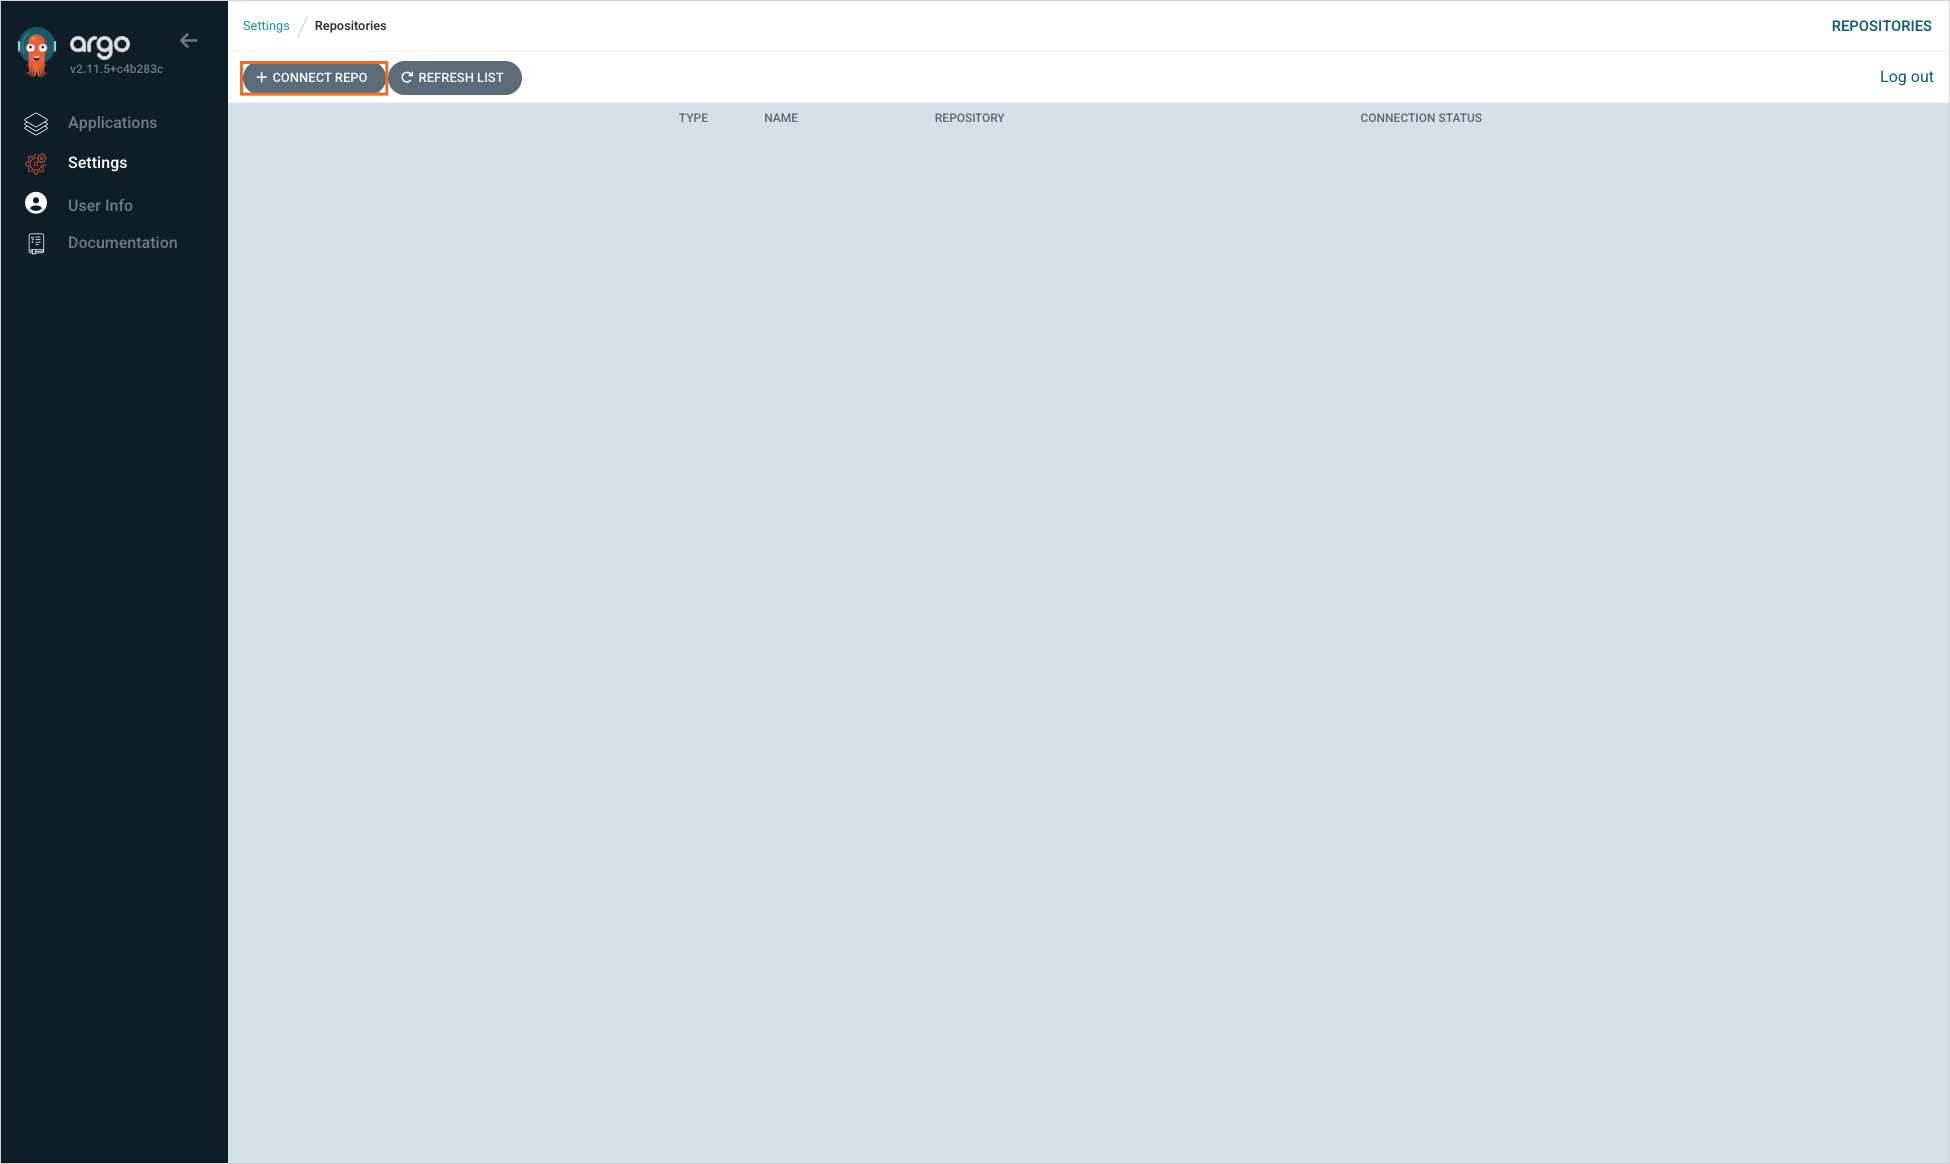 argo
v2.11.5+c4b283c
Applications
Settings
User Info
Documentation
Settings / Repositories
REPOSITORIES
+ CONNECT REPO
REFRESH LIST
Log out
TYPE NAME REPOSITORY CONNECTION STATUS